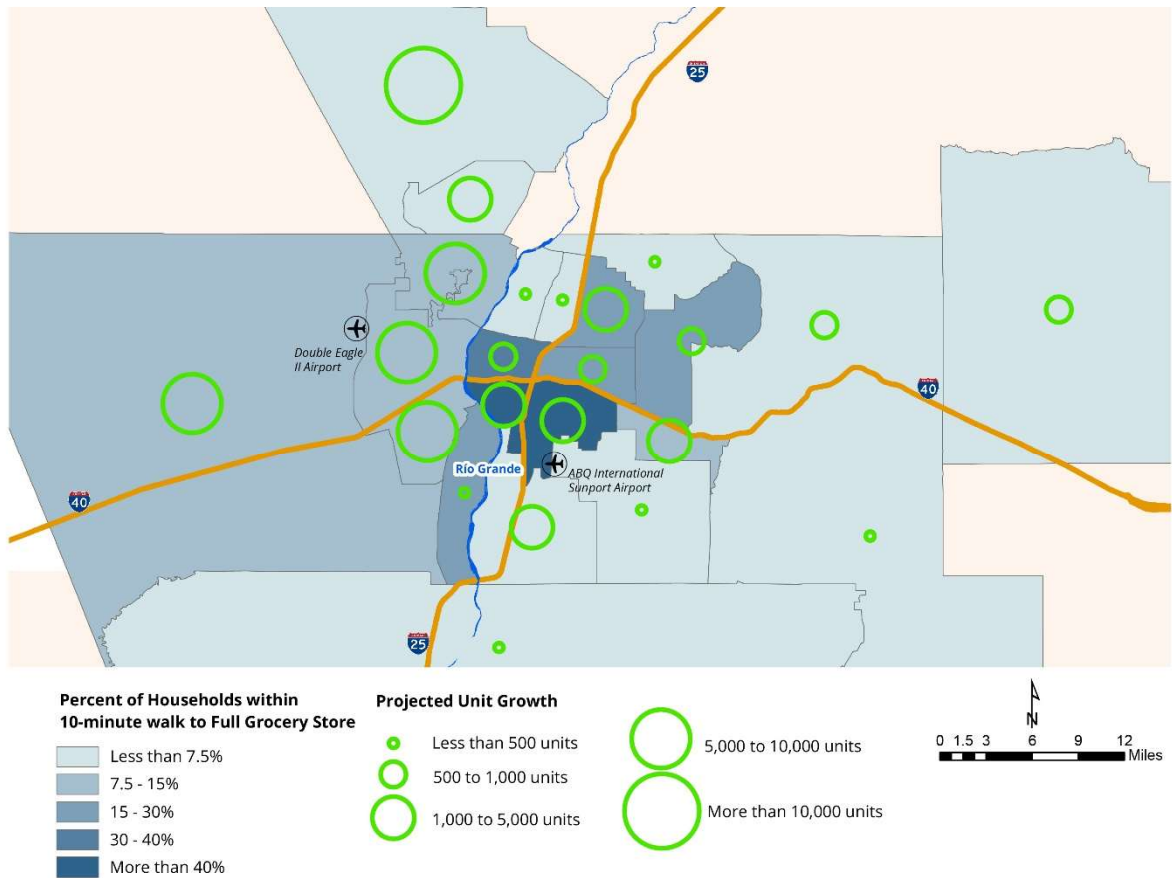 25
Double Eagle
II Airport
40
Río Grande
ABQ International
Sunport Airport
40
25
Percent of Households within
10-minute walk to Full Grocery Store
Less than 7.5%
7.5 - 15%
15 - 30%
30 - 40%
More than 40%
Projected Unit Growth
Less than 500 units
500 to 1,000 units
1,000 to 5,000 units
5,000 to 10,000 units
More than 10,000 units
N
0 1.5 3 6 9 12
Miles